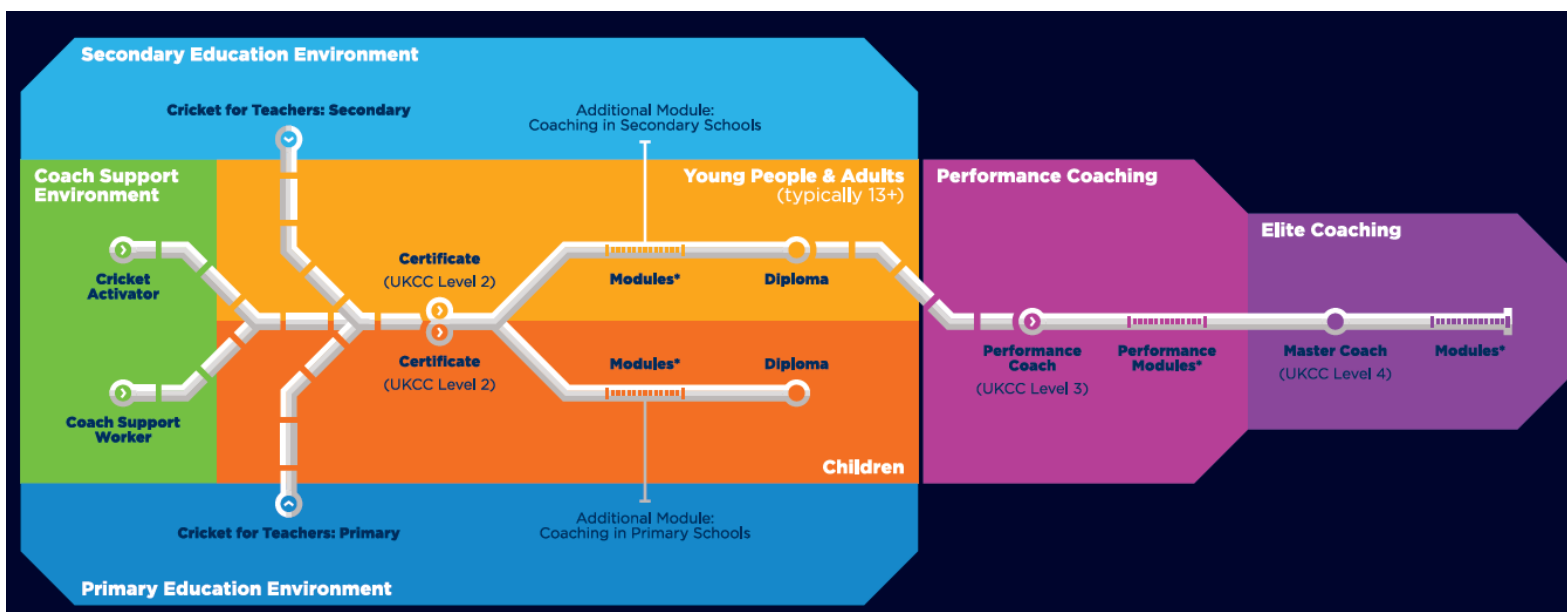 Secondary Education Environment
Cricket for Teachers: Secondary
Additional Module:
Coaching in Secondary Schools
Coach Support
Environment
Young People & Adults
(typically 13+)
Performance Coaching
Elite Coaching
Cricket
Activator
Certificate
(UKCC Level 2)
Modules*
Diploma
Certificate
(UKCC Level 2)
Modules*
Diploma
Performance
Coach
(UKCC Level 3)
Performance
Modules*
Master Coach
(UKCC Level 4)
Modules*
Coach Support
Worker
Children
Cricket for Teachers: Primary
Additional Module:
Coaching in Primary Schools
Primary Education Environment